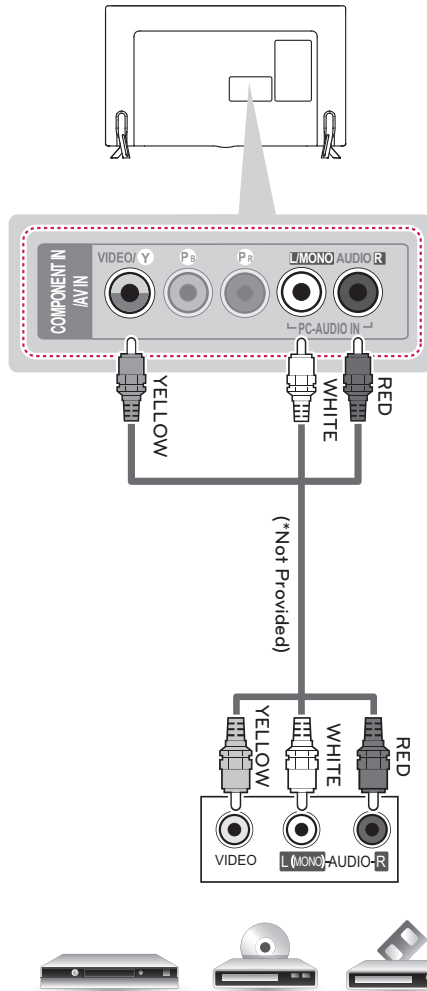 COMPONENT IN
/AV IN
VIDEO/ Y PB PR L/MONO AUDIO R
PC-AUDIO IN
YELLOW WHITE RED
(*Not Provided)
YELLOW WHITE RED
VIDEO L(MONO)-AUDIO-R